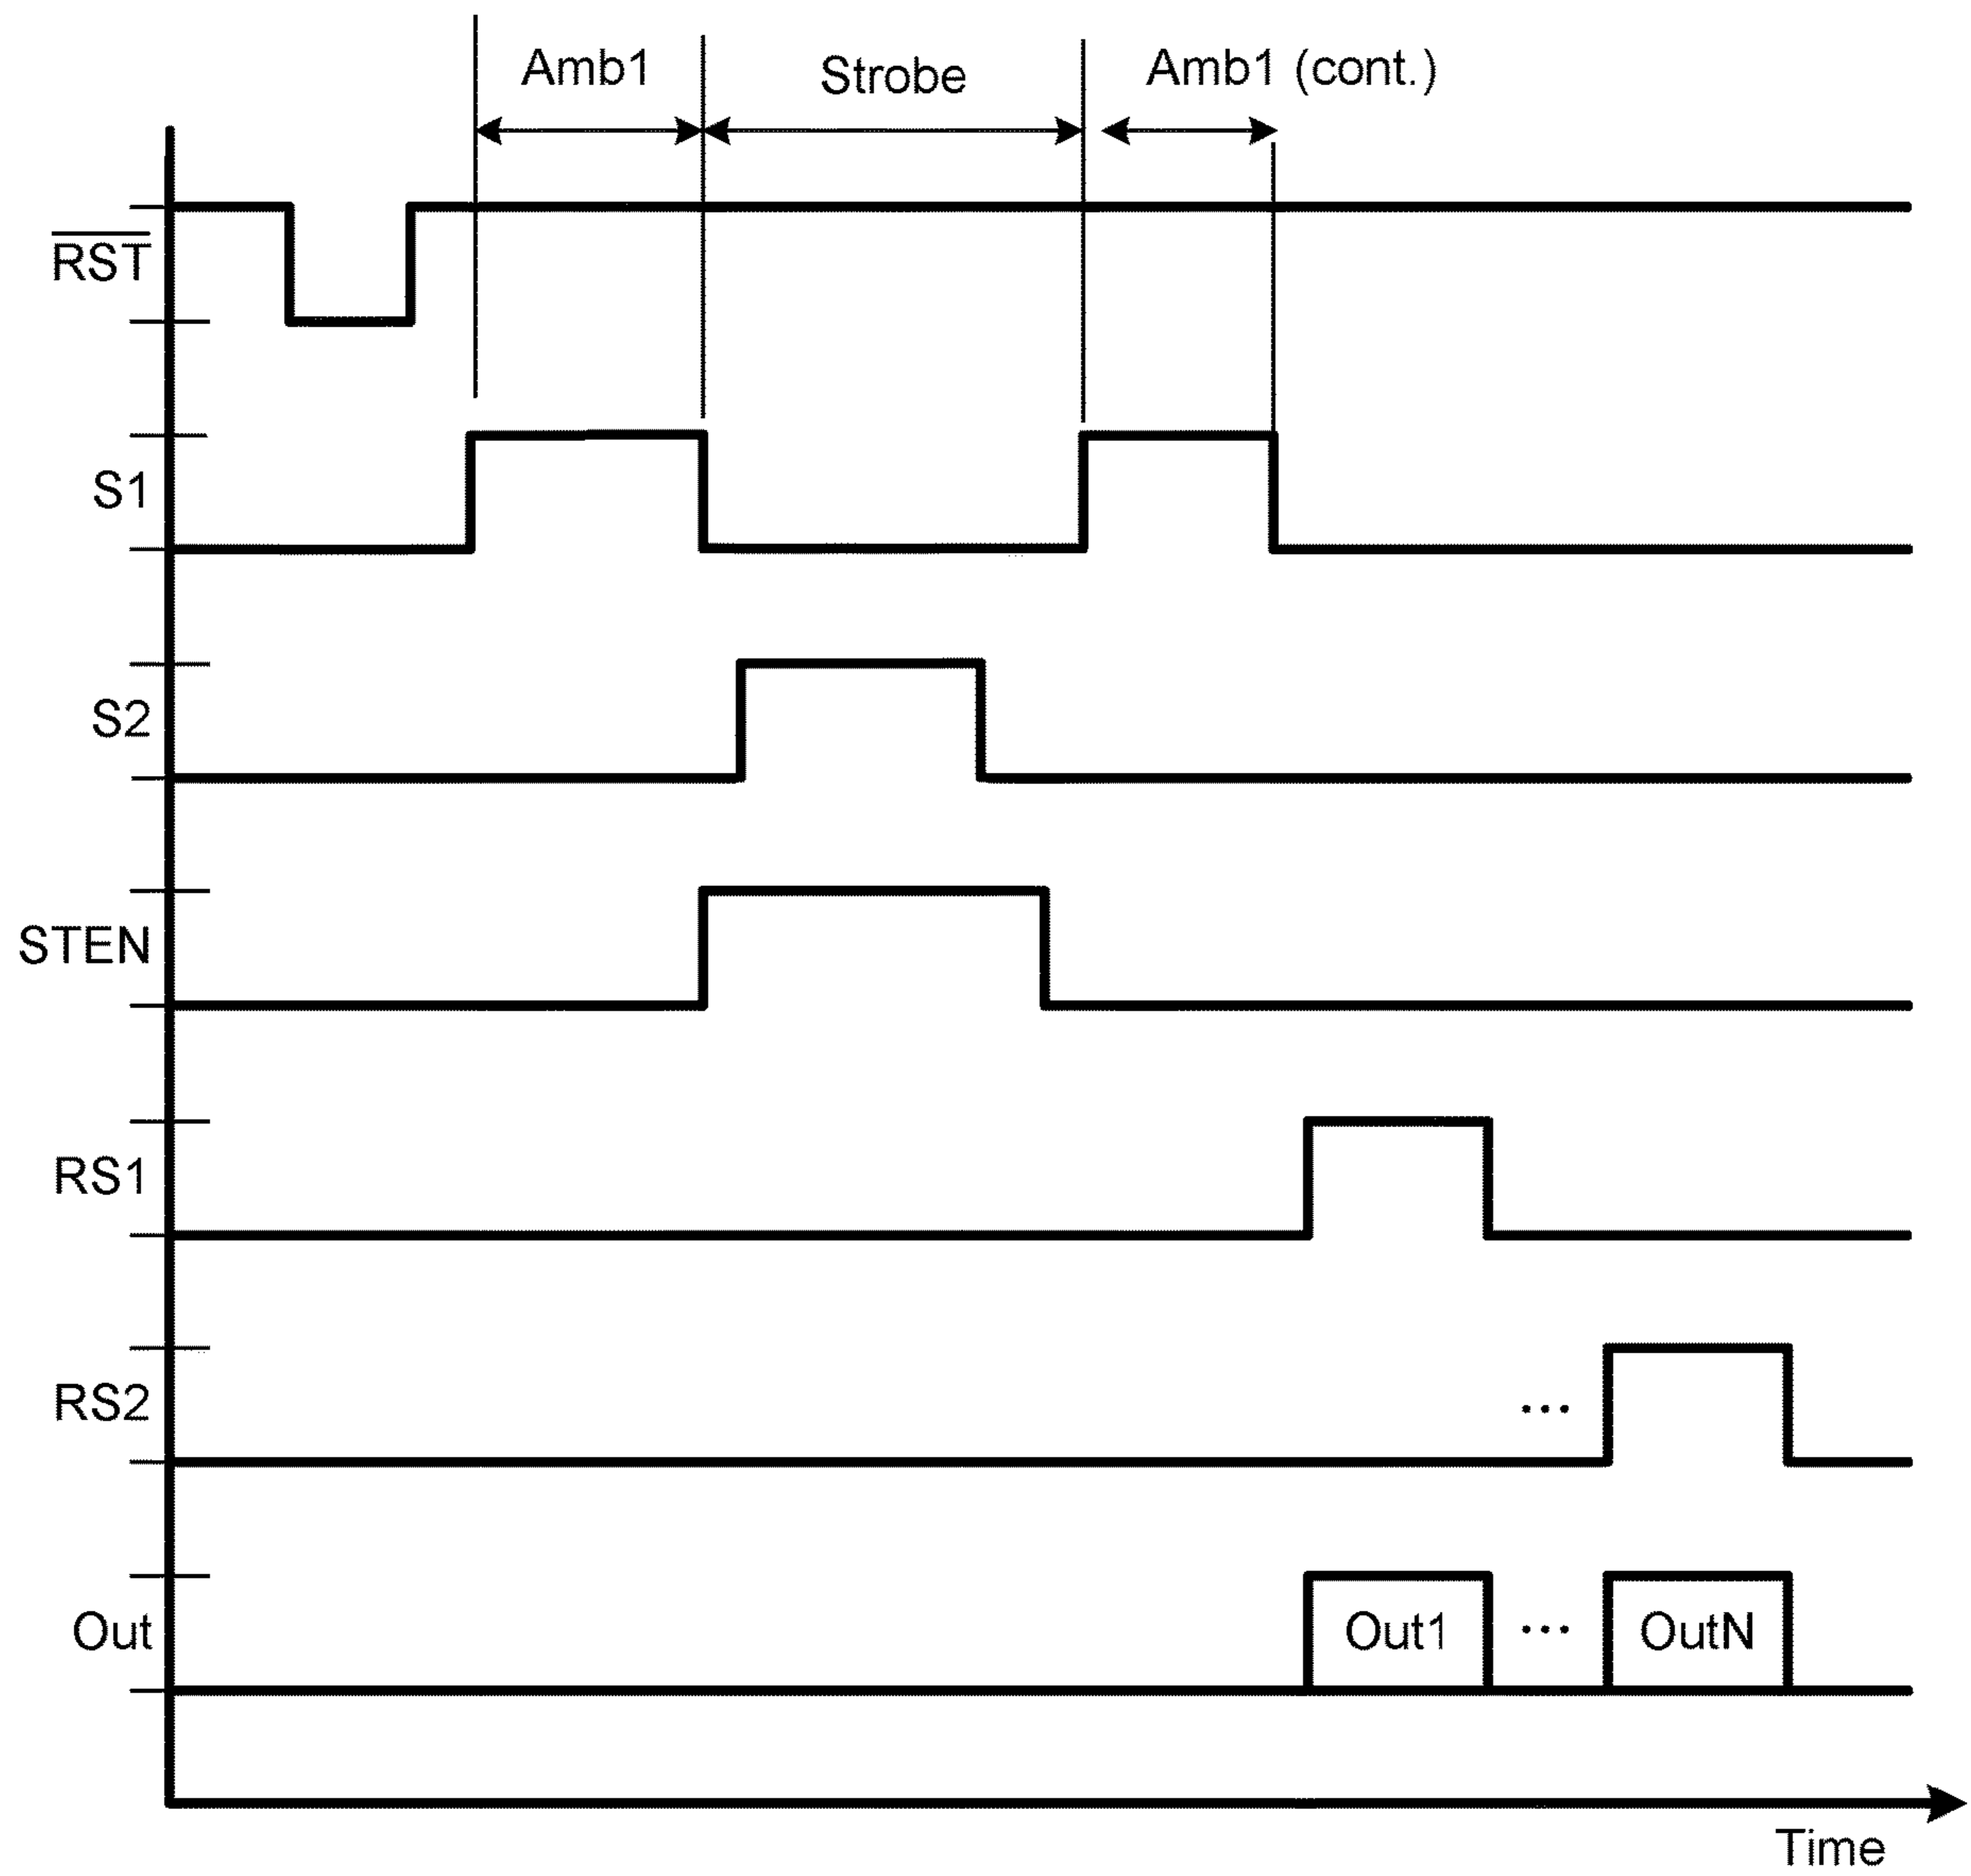 Amb1
Strobe
Amb1 (cont.)
RST
S1
S2
STEN
RS1
RS2
...
Out
Out1
...
OutN
Time